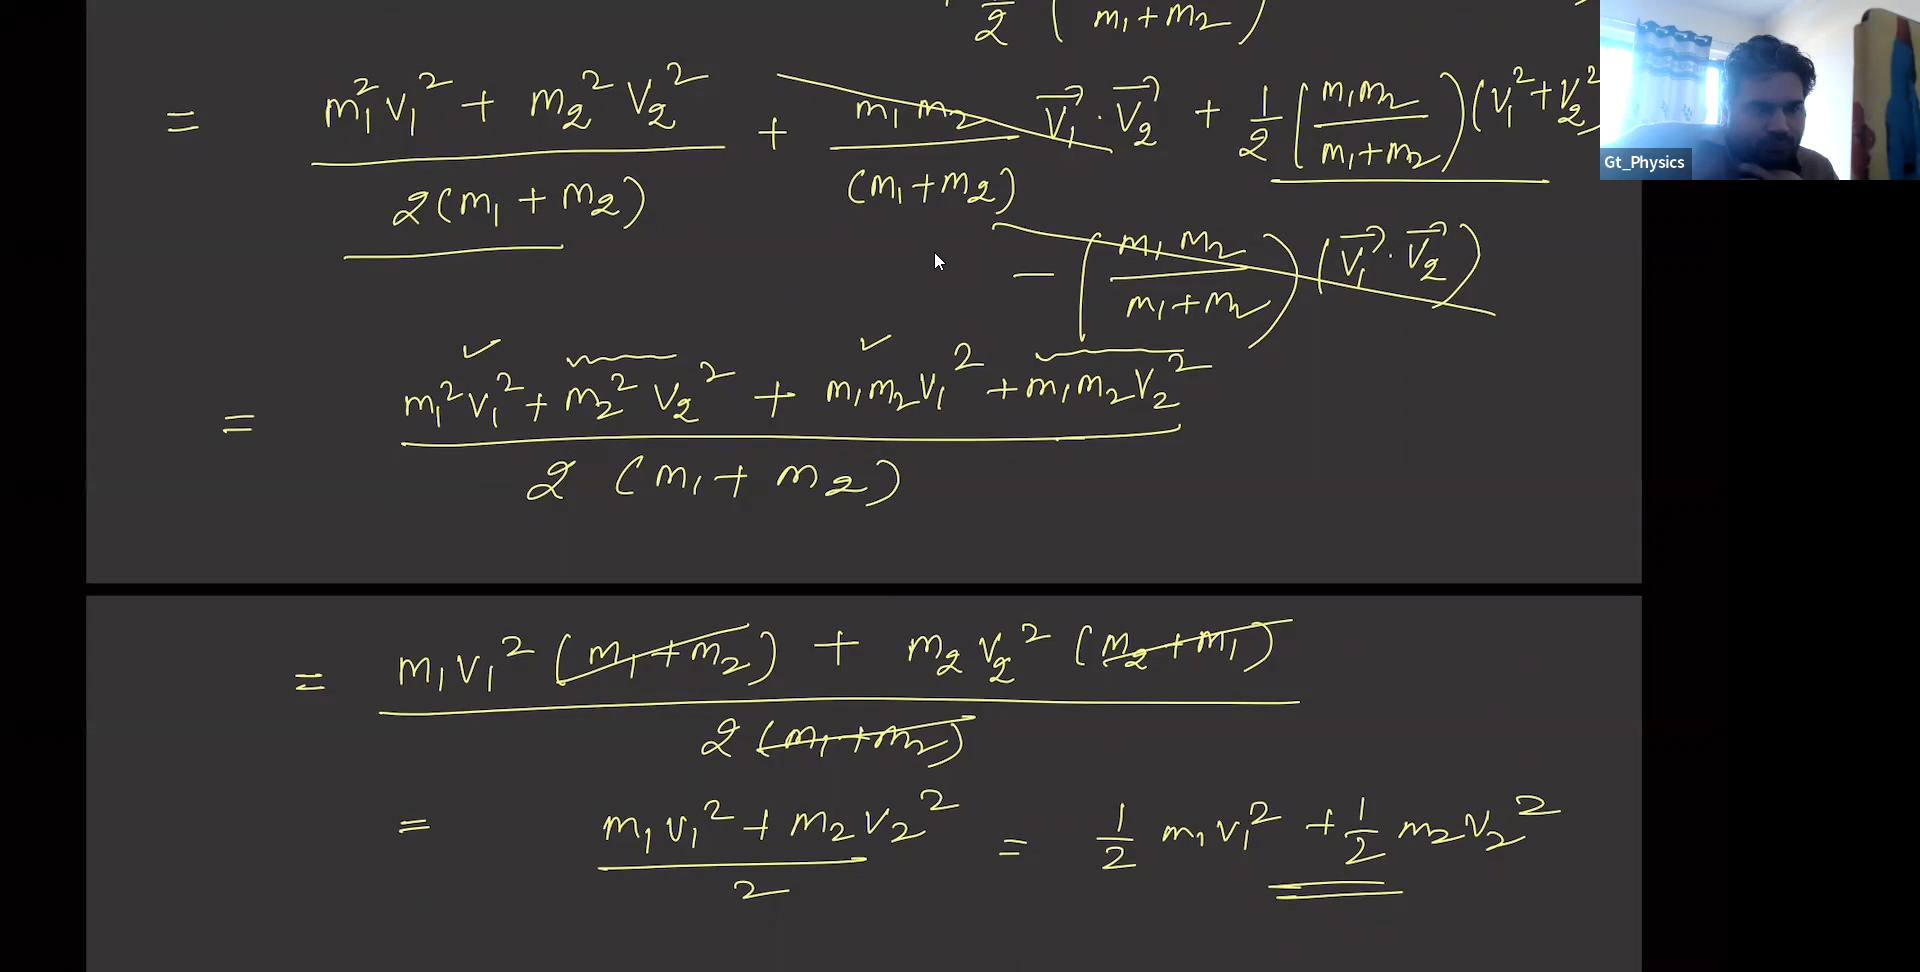 1/2 ( / m₁+m₂ )
= (m₁²v₁² + m₂²v₂²) / 2(m₁+m₂) + m₁m₂ / (m₁+m₂) v⃗₁·v⃗₂ + 1/2 (m₁m₂ / m₁+m₂)(v₁²+v₂²
Gt_Physics
− (m₁m₂ / m₁+m₂)(v⃗₁·v⃗₂)
= (m₁²v₁² + m₂²v₂² + m₁m₂v₁² + m₁m₂v₂²) / 2(m₁+m₂)
= (m₁v₁²(m₁+m₂) + m₂v₂²(m₂+m₁)) / 2(m₁+m₂)
= (m₁v₁² + m₂v₂²) / 2 = 1/2 m₁v₁² + 1/2 m₂v₂²